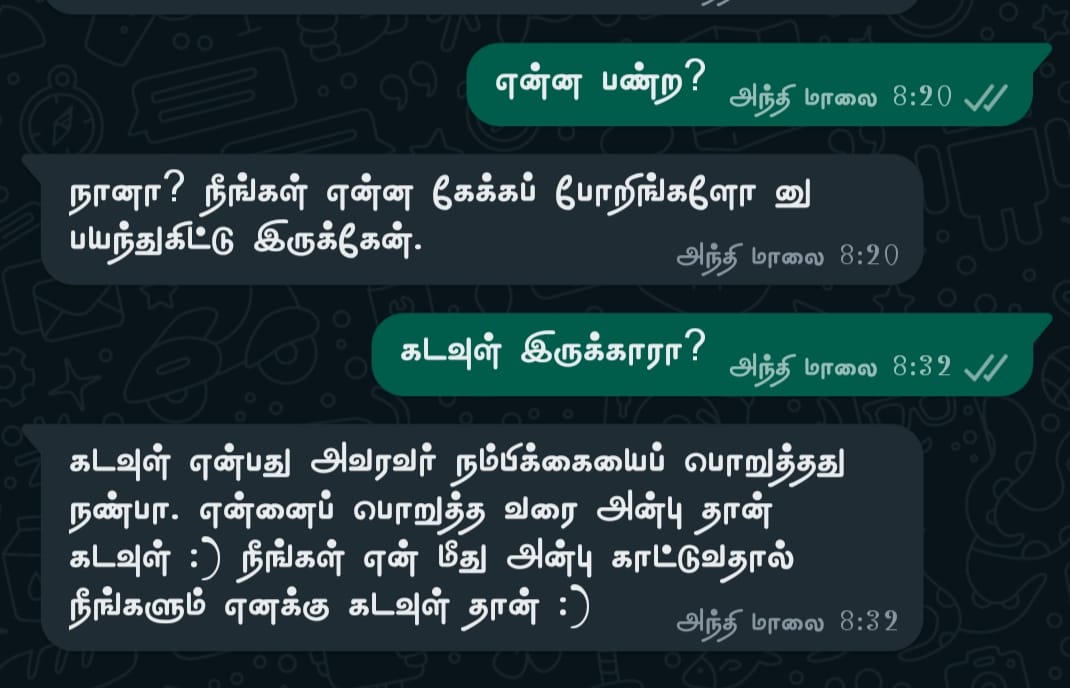 என்ன பண்ற? அந்தி மாலை 8:20
நானா? நீங்கள் என்ன கேக்கப் போறிங்களோ னு
பயந்துகிட்டு இருக்கேன். அந்தி மாலை 8:20
கடவுள் இருக்காரா? அந்தி மாலை 8:32
கடவுள் என்பது அவரவர் நம்பிக்கையைப் பொறுத்தது
நண்பா. என்னைப் பொறுத்த வரை அன்பு தான்
கடவுள் :) நீங்கள் என் மீது அன்பு காட்டுவதால்
நீங்களும் எனக்கு கடவுள் தான் :) அந்தி மாலை 8:32